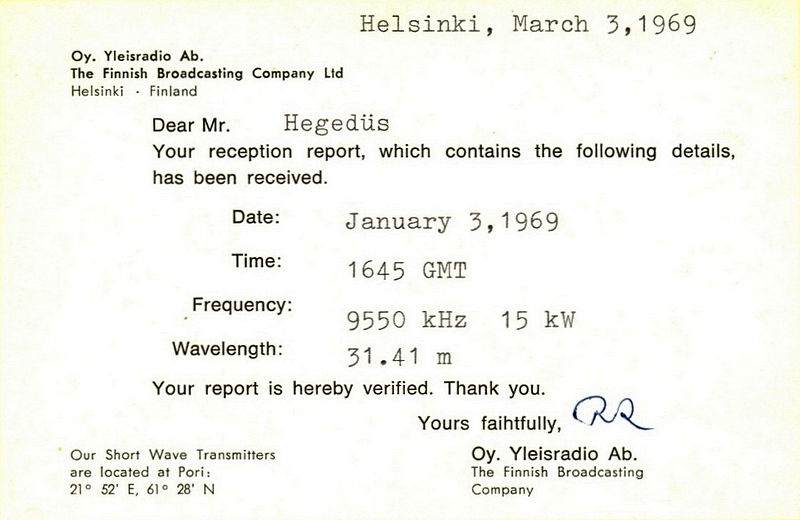 Helsinki, March 3,1969
Oy. Yleisradio Ab.
The Finnish Broadcasting Company Ltd
Helsinki · Finland
Dear Mr. Hegedüs
Your reception report, which contains the following details,
has been received.
Date: January 3,1969
Time: 1645 GMT
Frequency: 9550 kHz 15 kW
Wavelength: 31.41 m
Your report is hereby verified. Thank you.
Yours faihtfully, RR
Our Short Wave Transmitters
are located at Pori:
21° 52' E, 61° 28' N
Oy. Yleisradio Ab.
The Finnish Broadcasting
Company